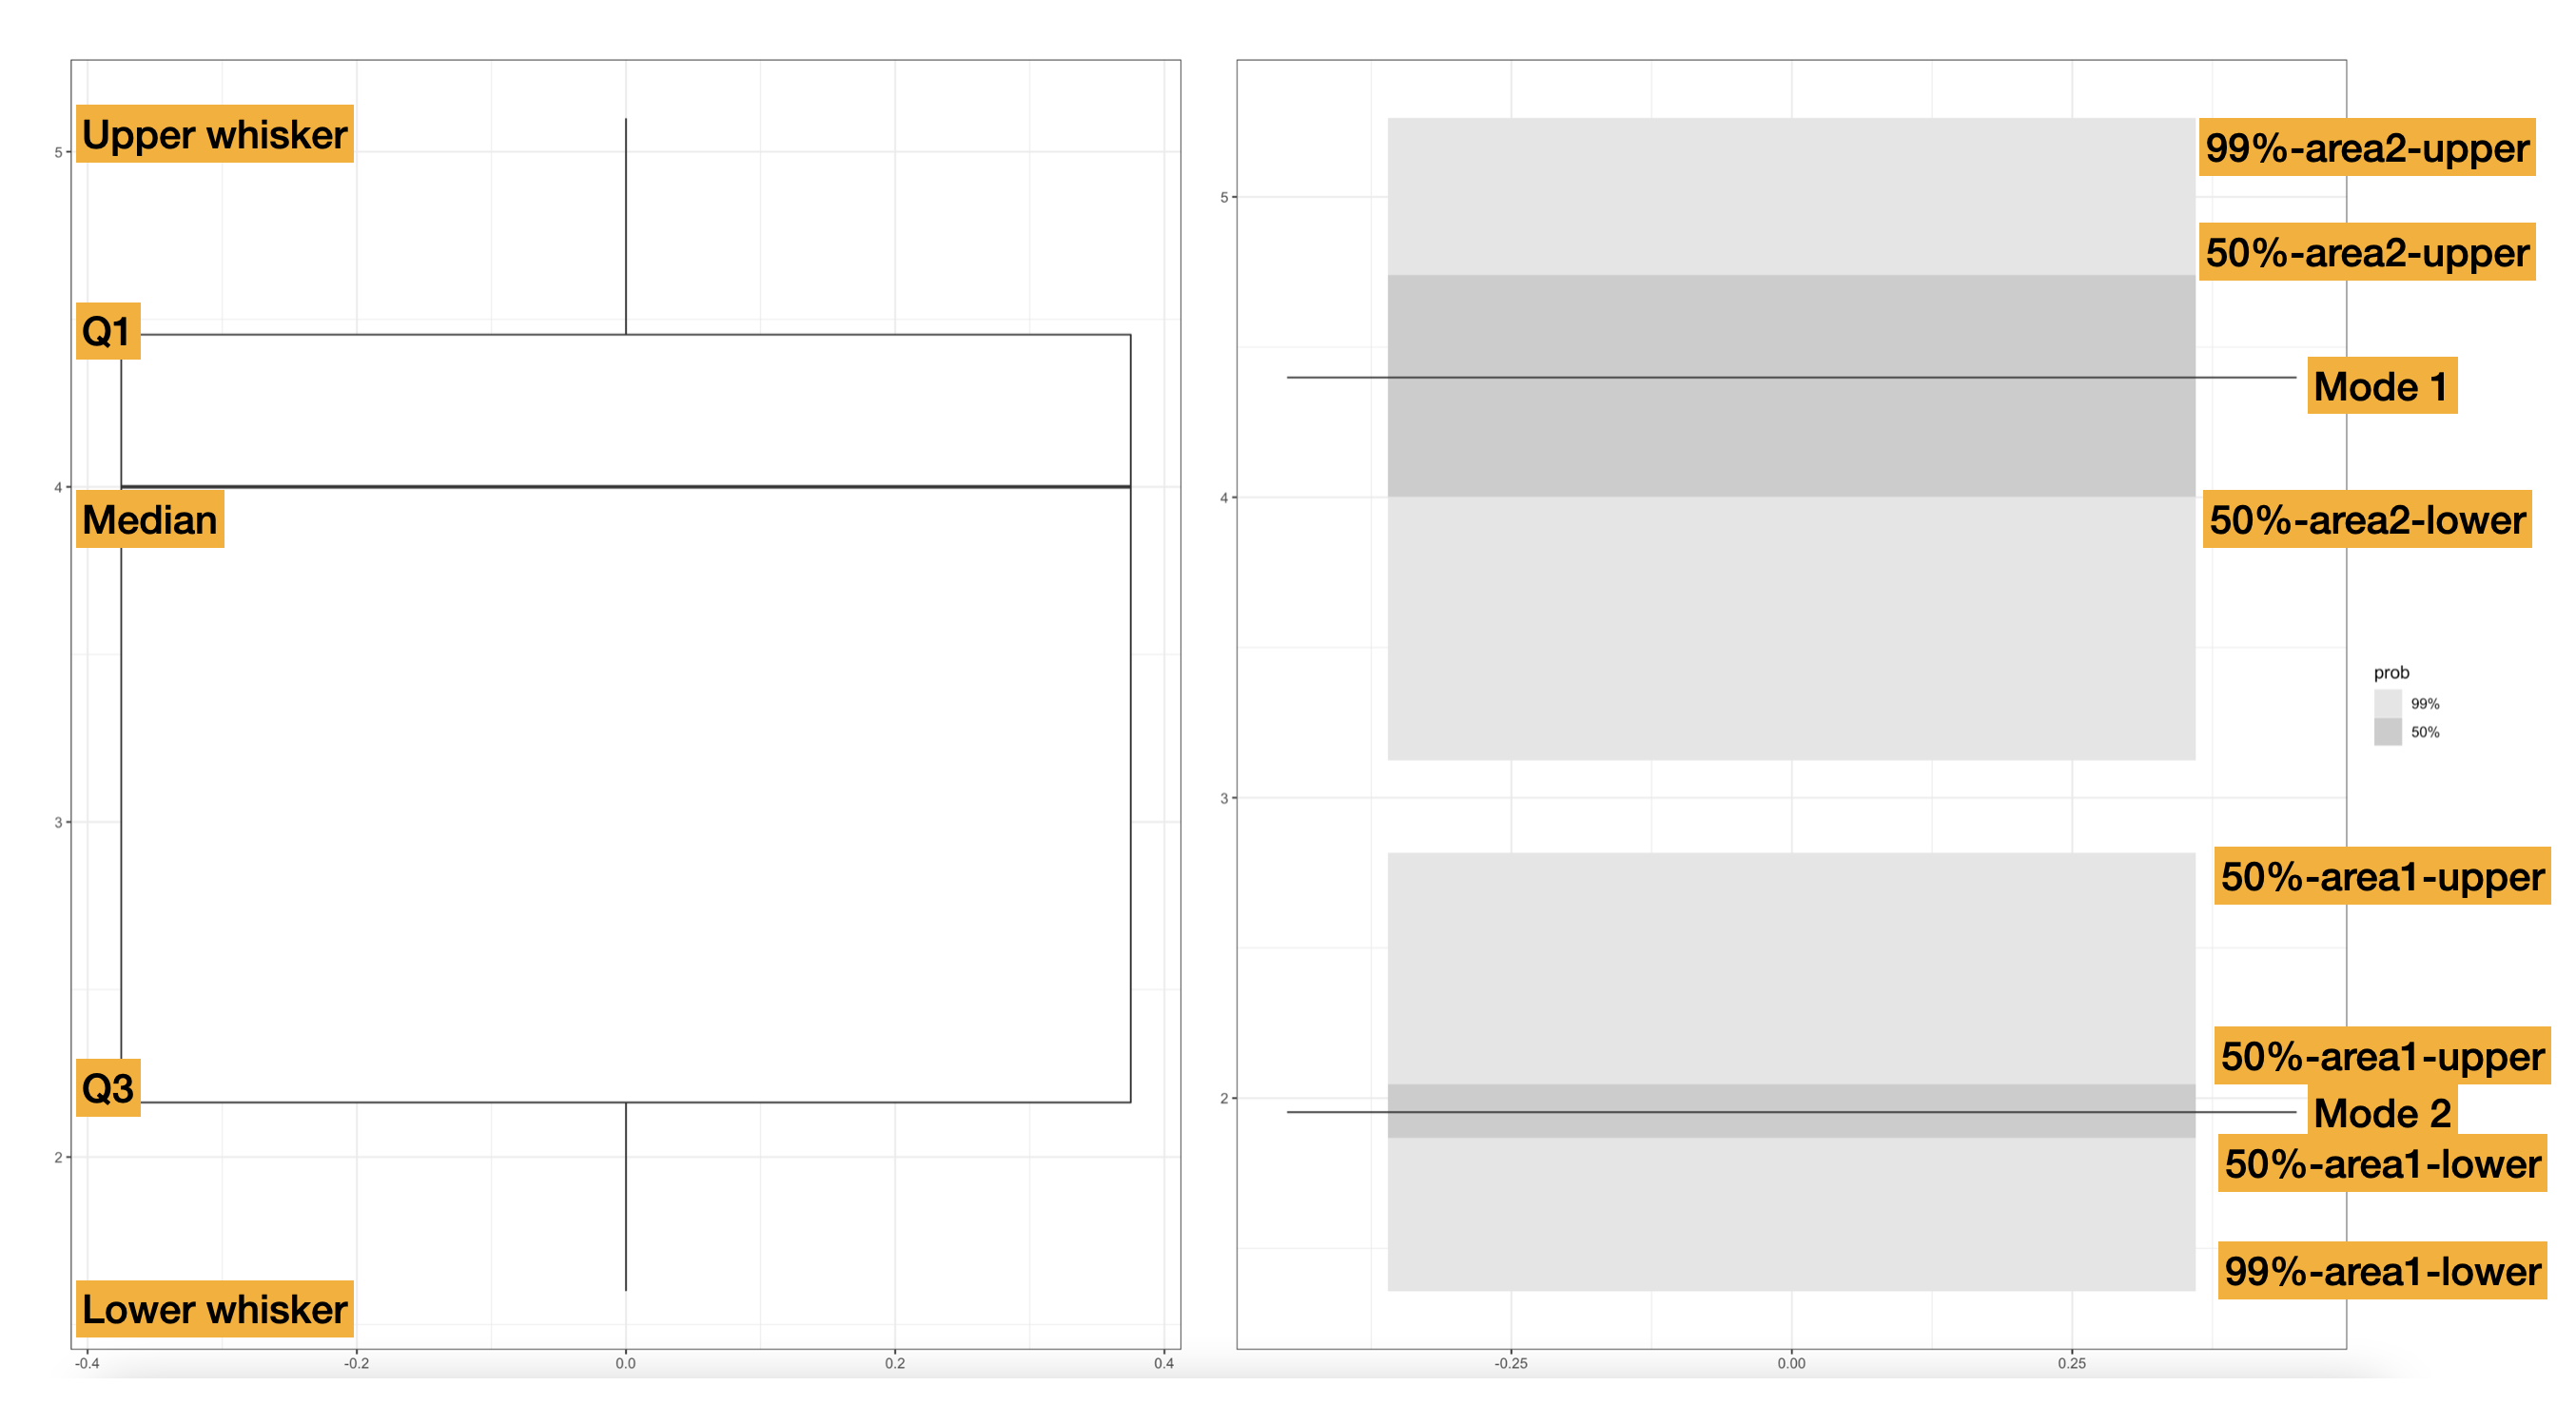 Upper whisker
5
Q1
4
Median
3
Q3
2
Lower whisker
-0.4
-0.2
0.0
0.2
0.4
99%-area2-upper
5
50%-area2-upper
Mode 1
4
50%-area2-lower
prob
99%
50%
3
50%-area1-upper
50%-area1-upper
2
Mode 2
50%-area1-lower
99%-area1-lower
-0.25
0.00
0.25